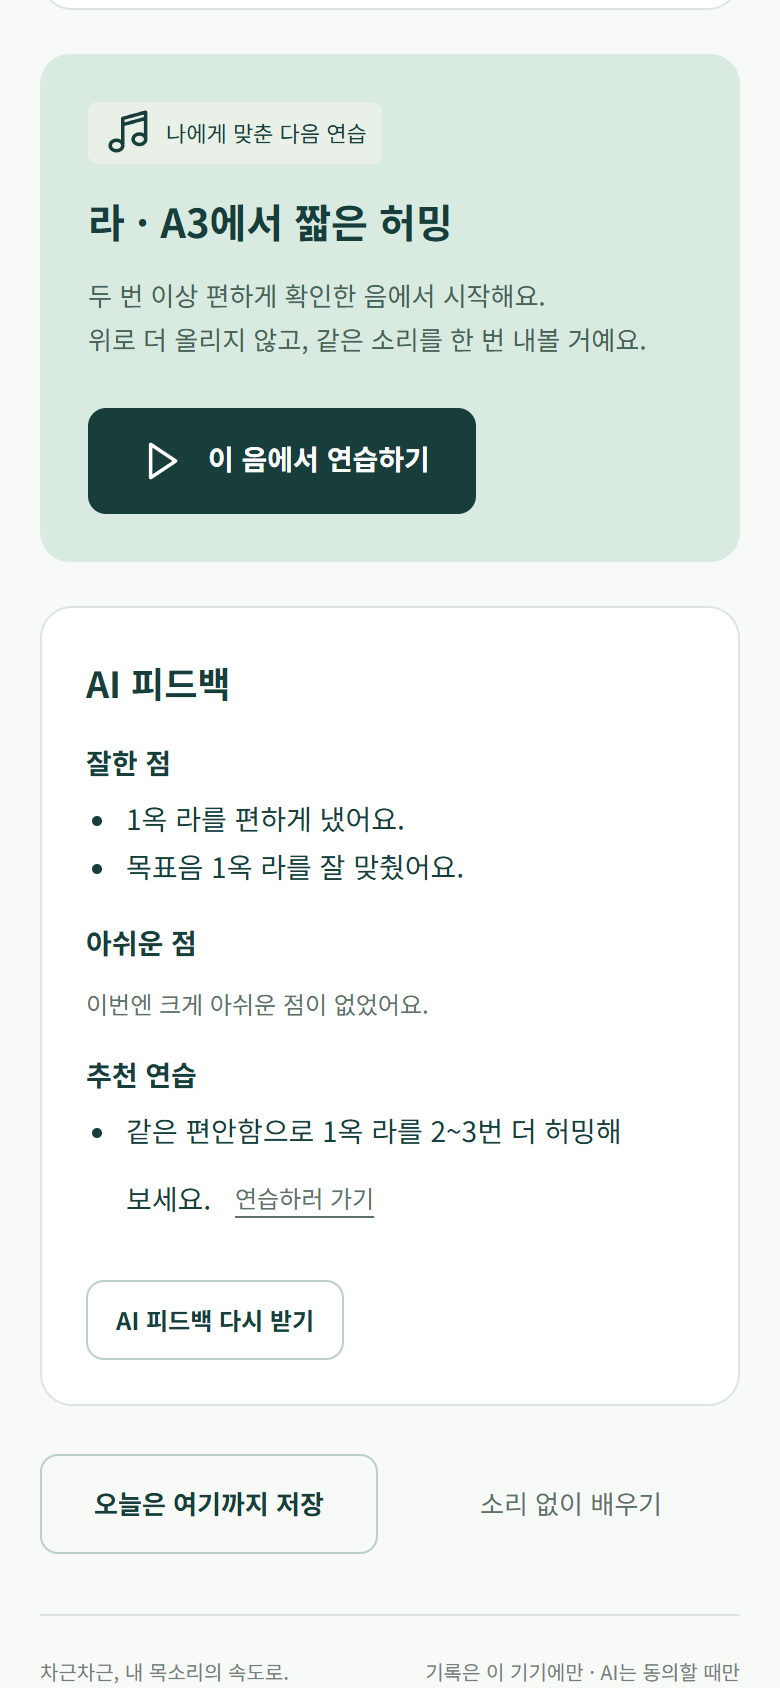 나에게 맞춘 다음 연습
라 · A3에서 짧은 허밍
두 번 이상 편하게 확인한 음에서 시작해요.
위로 더 올리지 않고, 같은 소리를 한 번 내볼 거예요.
이 음에서 연습하기
AI 피드백
잘한 점
• 1옥 라를 편하게 냈어요.
• 목표음 1옥 라를 잘 맞췄어요.
아쉬운 점
이번엔 크게 아쉬운 점이 없었어요.
추천 연습
• 같은 편안함으로 1옥 라를 2~3번 더 허밍해
보세요. 연습하러 가기
AI 피드백 다시 받기
오늘은 여기까지 저장
소리 없이 배우기
차근차근, 내 목소리의 속도로.
기록은 이 기기에만 · AI는 동의할 때만